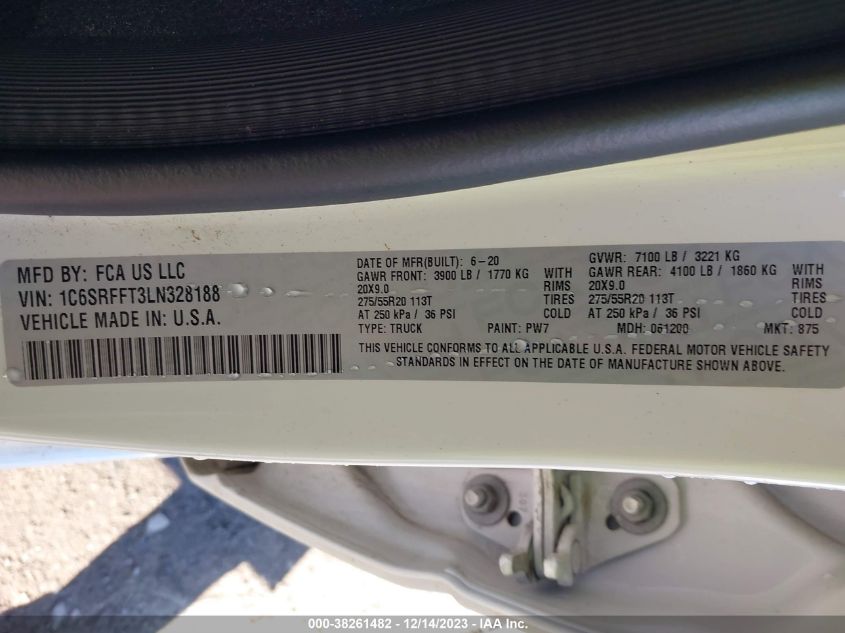 MFD BY: FCA US LLC
VIN: 1C6SRFFT3LN328188
VEHICLE MADE IN: U.S.A.
DATE OF MFR(BUILT): 6-20
GVWR: 7100 LB / 3221 KG
GAWR FRONT: 3900 LB / 1770 KG
GAWR REAR: 4100 LB / 1860 KG
20X9.0 RIMS
20X9.0 RIMS
275/55R20 113T TIRES
275/55R20 113T TIRES
AT 250 kPa / 36 PSI COLD
AT 250 kPa / 36 PSI COLD
TYPE: TRUCK PAINT: PW7 MDH: 061200 MKT: 875
THIS VEHICLE CONFORMS TO ALL APPLICABLE U.S.A. FEDERAL MOTOR VEHICLE SAFETY
STANDARDS IN EFFECT ON THE DATE OF MANUFACTURE SHOWN ABOVE.
000-38261482 - 12/14/2023 - IAA Inc.